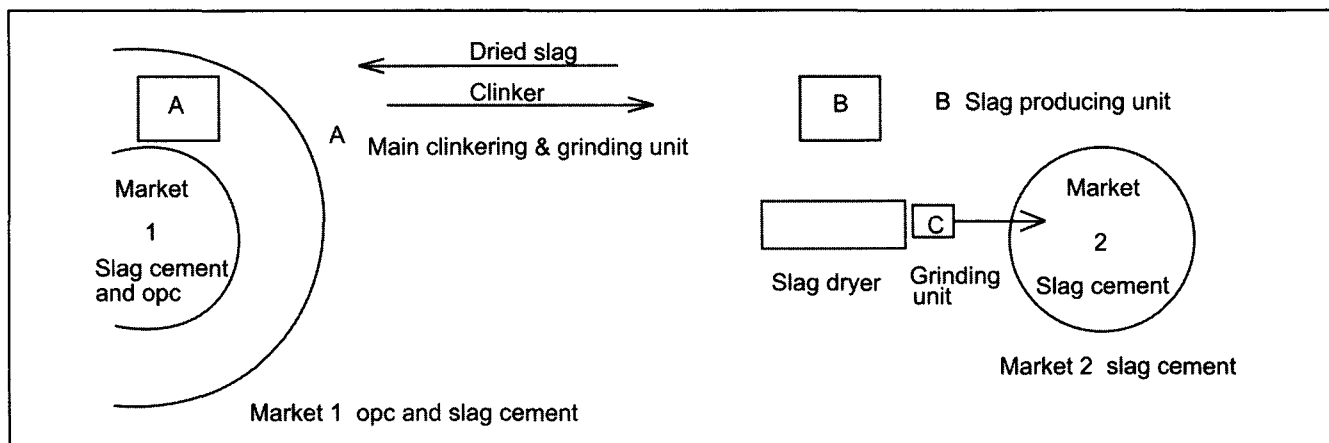 Dried slag
Clinker
A
A
Main clinkering & grinding unit
B
B Slag producing unit
Market
1
Slag cement
and opc
C
Slag dryer
Grinding
unit
Market
2
Slag cement
Market 2 slag cement
Market 1 opc and slag cement